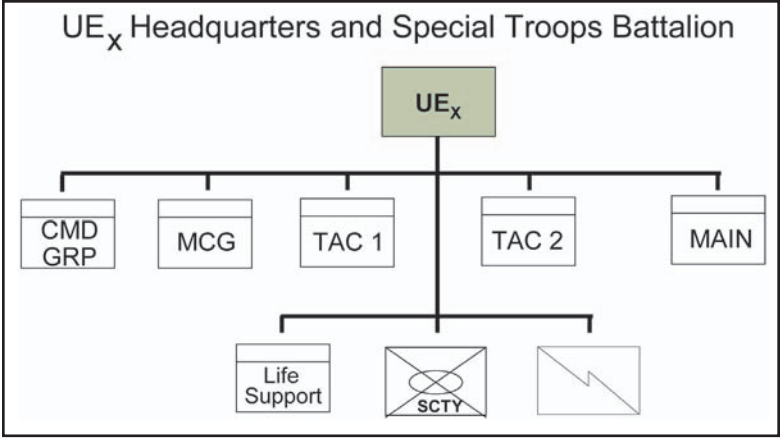 UEx Headquarters and Special Troops Battalion
UEx
CMD
GRP
MCG
TAC 1
TAC 2
MAIN
Life
Support
SCTY